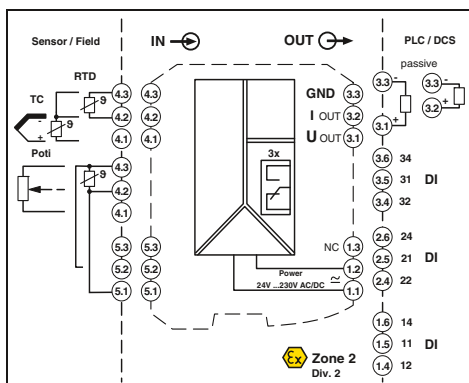 Sensor / Field
IN
OUT
PLC / DCS
RTD
TC
-
+
Poti
ϑ
ϑ
ϑ
4.3
4.2
4.1
4.3
4.2
4.1
5.3
5.2
5.1
4.3
4.2
4.1
5.3
5.2
5.1
GND
I OUT
U OUT
3x
3.3
3.2
3.1
NC
1.3
1.2
1.1
Power
24V ...230V AC/DC
passive
3.3
-
3.1
+
3.3
-
3.2
+
3.6 34
3.5 31 DI
3.4 32
2.6 24
2.5 21 DI
2.4 22
1.6 14
1.5 11 DI
1.4 12
Ex Zone 2
Div. 2